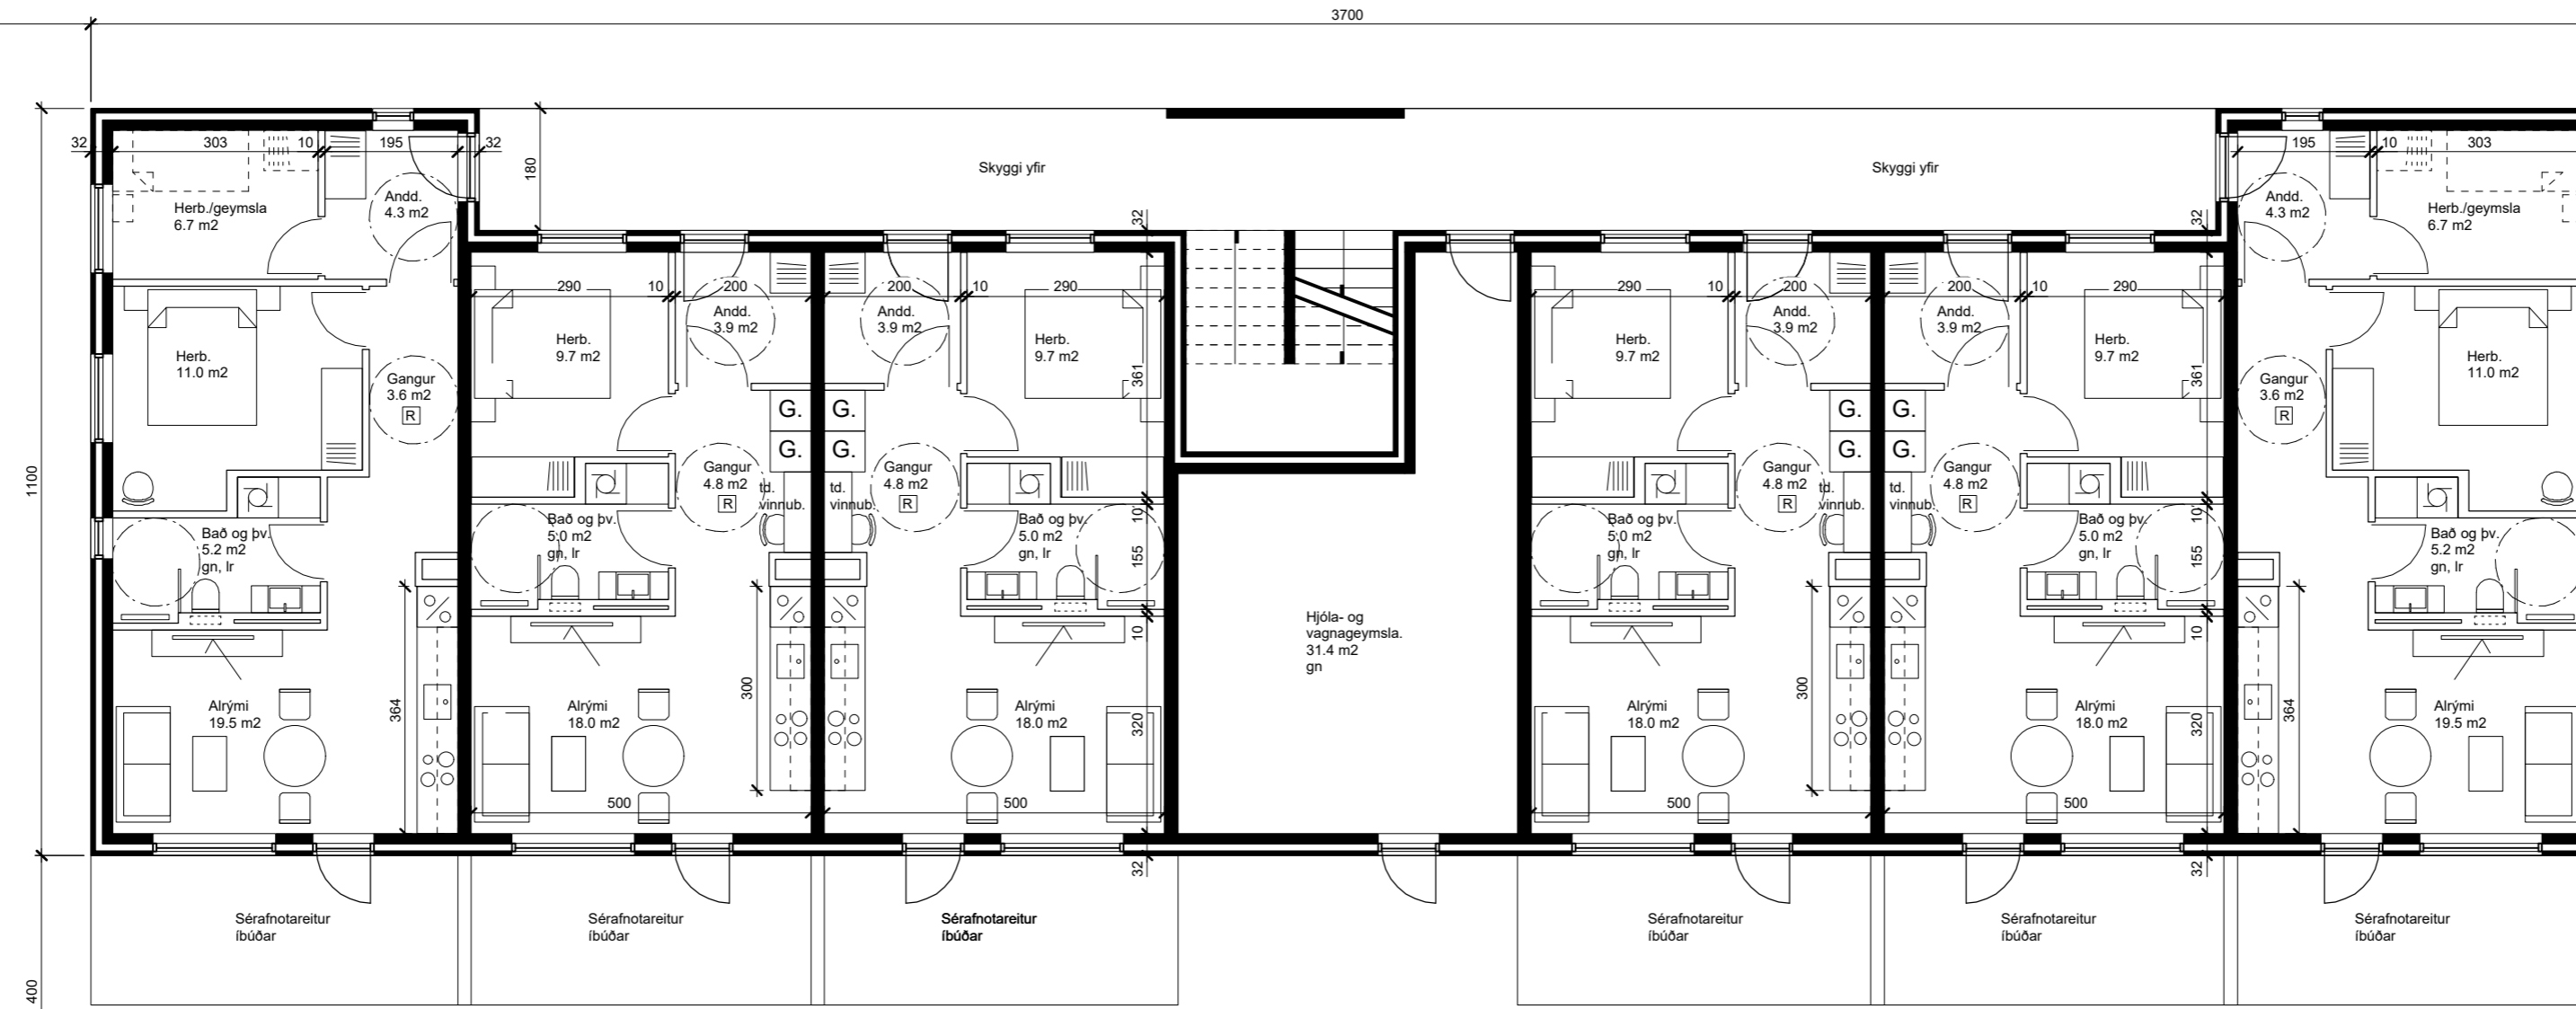 3700
1100
400
32
303
10
195
32
180
Skyggi yfir
Skyggi yfir
32
32
195
10
303
Herb./geymsla
6.7 m2
Andd.
4.3 m2
Andd.
4.3 m2
Herb./geymsla
6.7 m2
290
10
200
200
10
290
290
10
200
200
10
290
Herb.
11.0 m2
Gangur
3.6 m2
R
Herb.
9.7 m2
Andd.
3.9 m2
Andd.
3.9 m2
Herb.
9.7 m2
361
Herb.
9.7 m2
Andd.
3.9 m2
Andd.
3.9 m2
Herb.
9.7 m2
361
Gangur
3.6 m2
R
Herb.
11.0 m2
G.
G.
G.
G.
G.
G.
G.
G.
Gangur
4.8 m2
R
td.
vinnub.
td.
vinnub.
Gangur
4.8 m2
R
Gangur
4.8 m2
R
td.
vinnub.
td.
vinnub.
Gangur
4.8 m2
R
Bað og þv.
5.2 m2
gn, lr
Bað og þv.
5.0 m2
gn, lr
Bað og þv.
5.0 m2
gn, lr
10
155
10
Bað og þv.
5.0 m2
gn, lr
Bað og þv.
5.0 m2
gn, lr
10
155
10
Bað og þv.
5.2 m2
gn, lr
Hjóla- og
vagnageymsla.
31.4 m2
gn
Alrými
19.5 m2
364
Alrými
18.0 m2
300
Alrými
18.0 m2
320
Alrými
18.0 m2
300
Alrými
18.0 m2
320
364
Alrými
19.5 m2
500
500
500
500
32
32
Sérafnotareitur
íbúðar
Sérafnotareitur
íbúðar
Sérafnotareitur
íbúðar
Sérafnotareitur
íbúðar
Sérafnotareitur
íbúðar
Sérafnotareitur
íbúðar